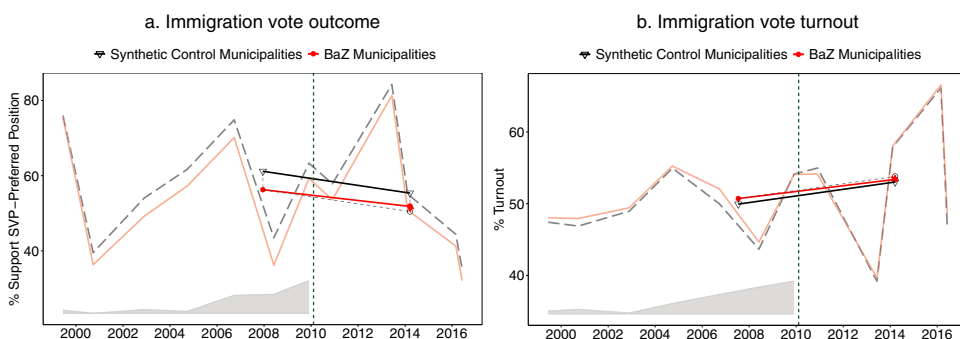 a. Immigration vote outcome
Synthetic Control Municipalities BaZ Municipalities
% Support SVP–Preferred Position
80
60
40
2000 2002 2004 2006 2008 2010 2012 2014 2016
b. Immigration vote turnout
Synthetic Control Municipalities BaZ Municipalities
% Turnout
60
50
40
2000 2002 2004 2006 2008 2010 2012 2014 2016